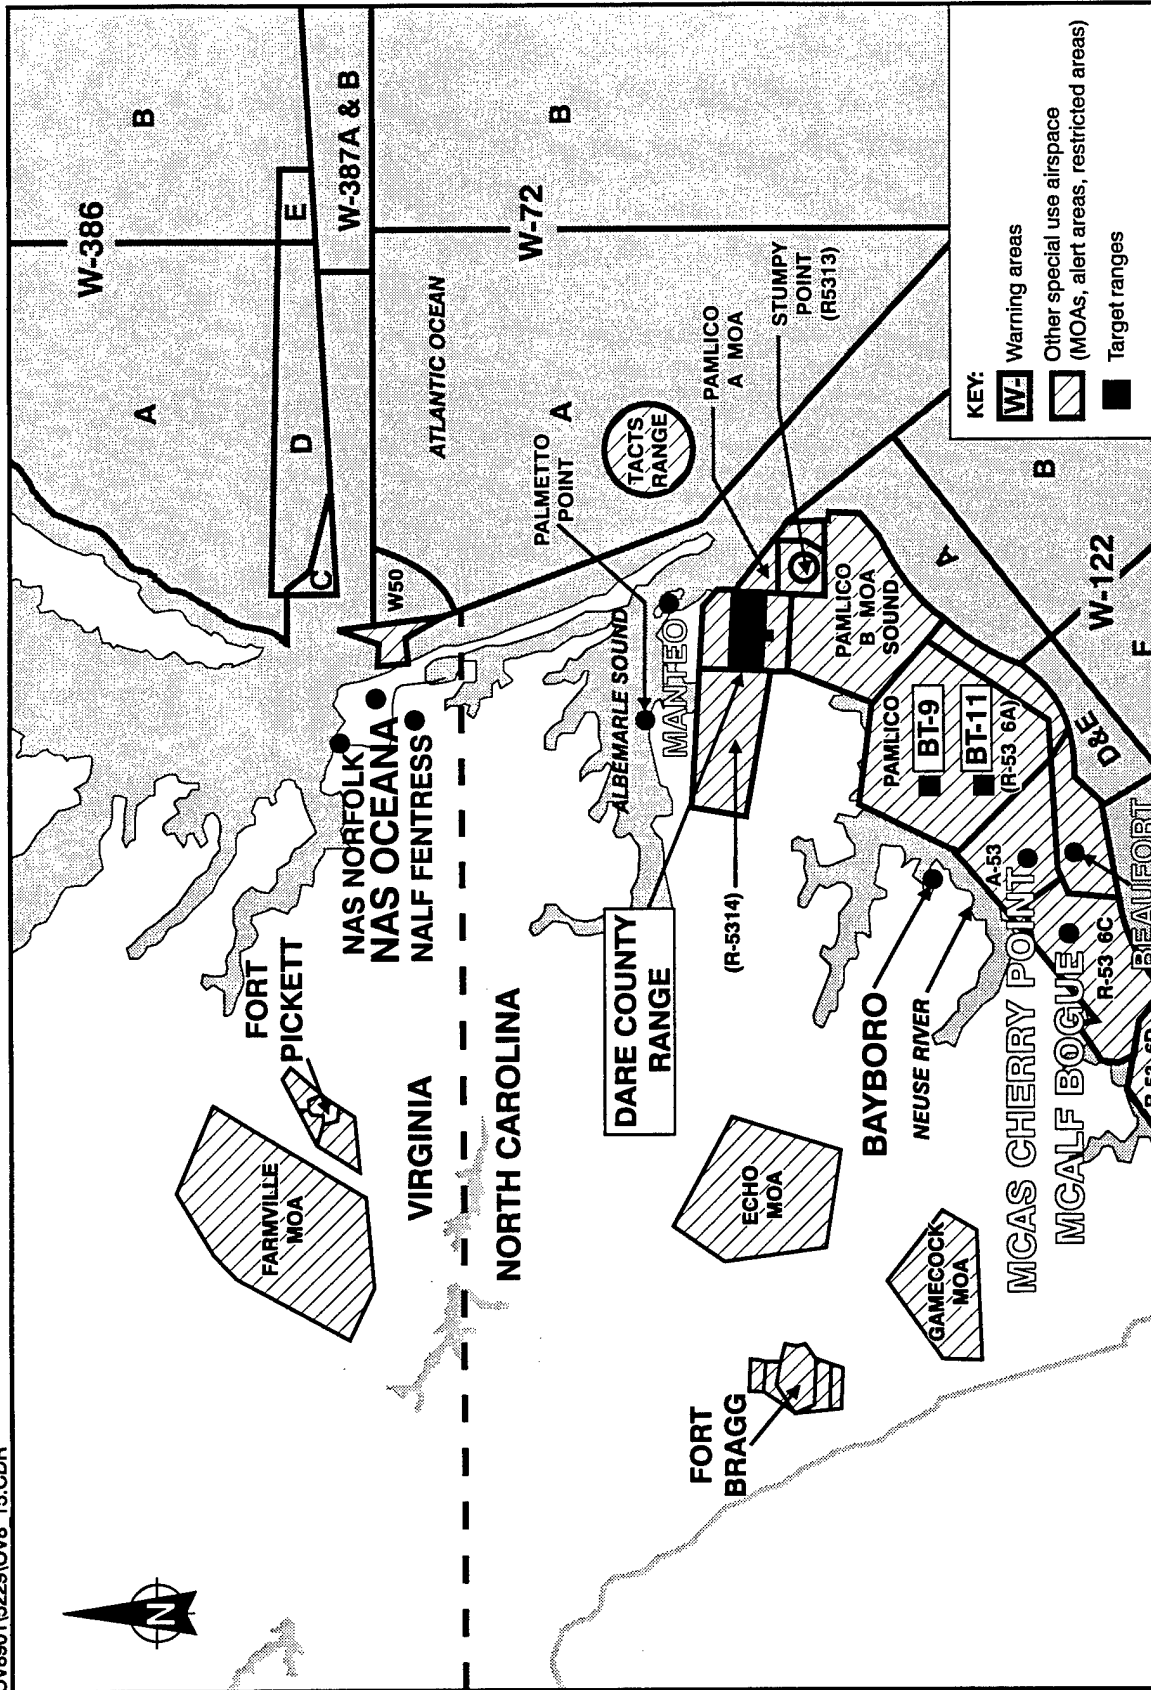 W-386
B
A
E
D
C
W-387A & B
W-72
B
A
ATLANTIC OCEAN
W50
TACTS
RANGE
PALMETTO
POINT
PAMLICO
A MOA
STUMPY
POINT
(R5313)
KEY:
W-
Warning areas
Other special use airspace
(MOAs, alert areas, restricted areas)
Target ranges
NAS NORFOLK
NAS OCEANA
NALF FENTRESS
ALBEMARLE SOUND
MANTEO
FORT
PICKETT
FARMVILLE
MOA
VIRGINIA
NORTH CAROLINA
DARE COUNTY
RANGE
(R-5314)
PAMLICO
B MOA
SOUND
PAMLICO
BT-9
BT-11
(R-53 6A)
A
B
W-122
D&E
F
A-53
BAYBORO
NEUSE RIVER
MCAS CHERRY POINT
MCALF BOGUE
R-53 6C
BEAUFORT
ECHO
MOA
GAMECOCK
MOA
FORT
BRAGG
N